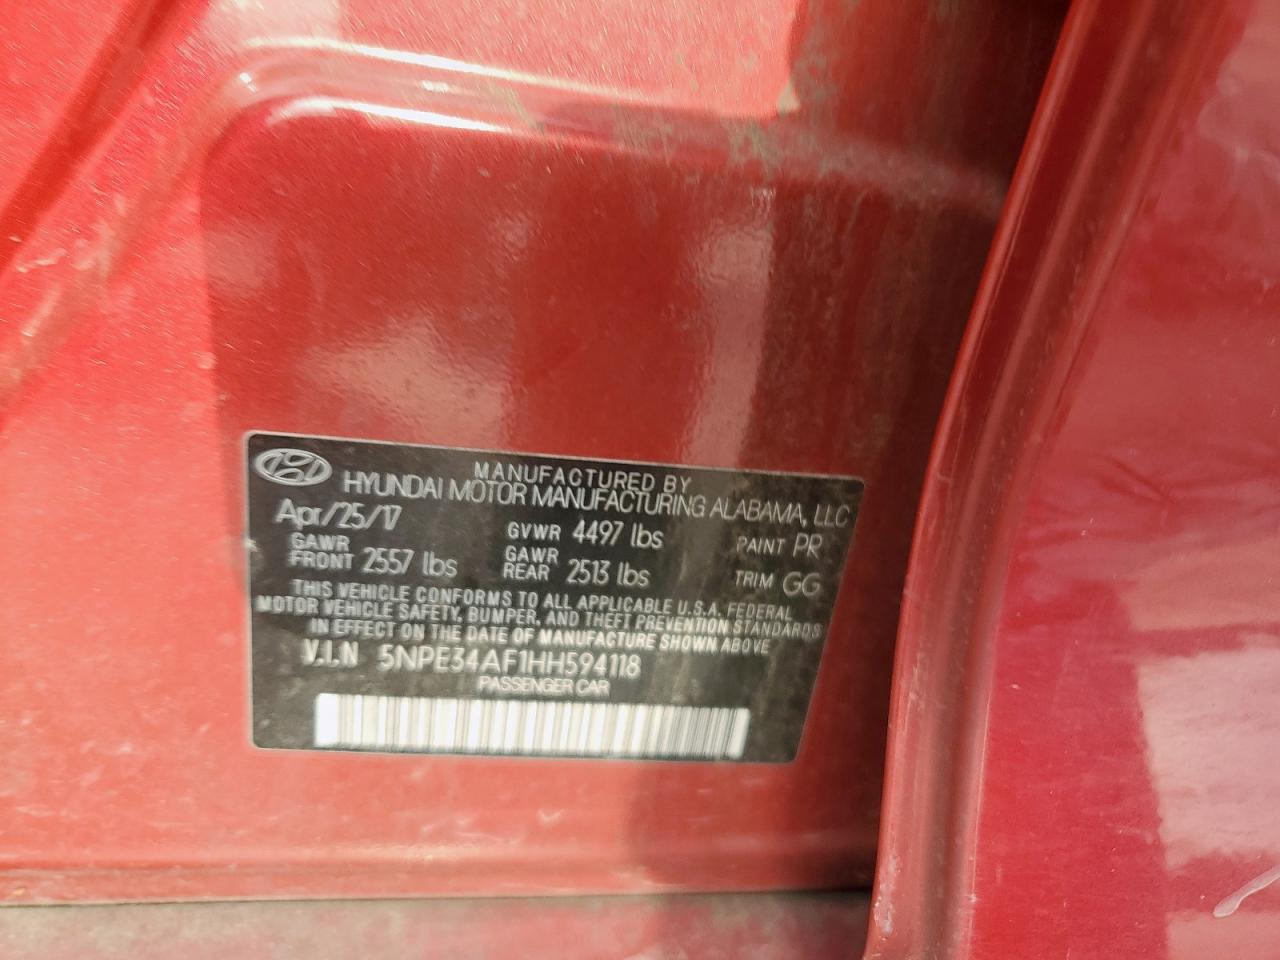 MANUFACTURED BY
HYUNDAI MOTOR MANUFACTURING ALABAMA, LLC
Apr/25/17 GVWR 4497 lbs PAINT PR
GAWR FRONT 2557 lbs GAWR REAR 2513 lbs TRIM GG
THIS VEHICLE CONFORMS TO ALL APPLICABLE U.S.A. FEDERAL
MOTOR VEHICLE SAFETY, BUMPER, AND THEFT PREVENTION STANDARDS
IN EFFECT ON THE DATE OF MANUFACTURE SHOWN ABOVE
V.I.N 5NPE34AF1HH594118
PASSENGER CAR